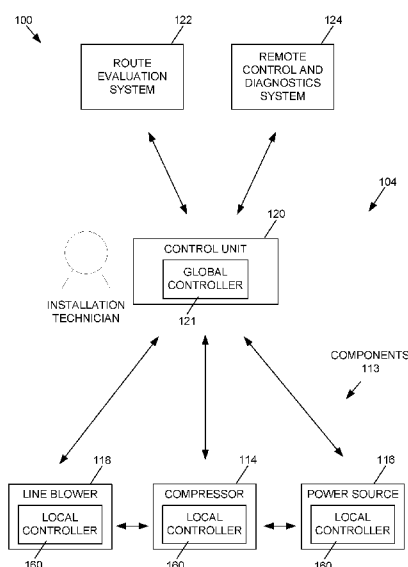 100
122
124
ROUTE
EVALUATION
SYSTEM
REMOTE
CONTROL AND
DIAGNOSTICS
SYSTEM
104
120
CONTROL UNIT
GLOBAL
CONTROLLER
121
INSTALLATION
TECHNICIAN
COMPONENTS
113
118
114
116
LINE BLOWER
COMPRESSOR
POWER SOURCE
LOCAL
CONTROLLER
LOCAL
CONTROLLER
LOCAL
CONTROLLER
160
160
160